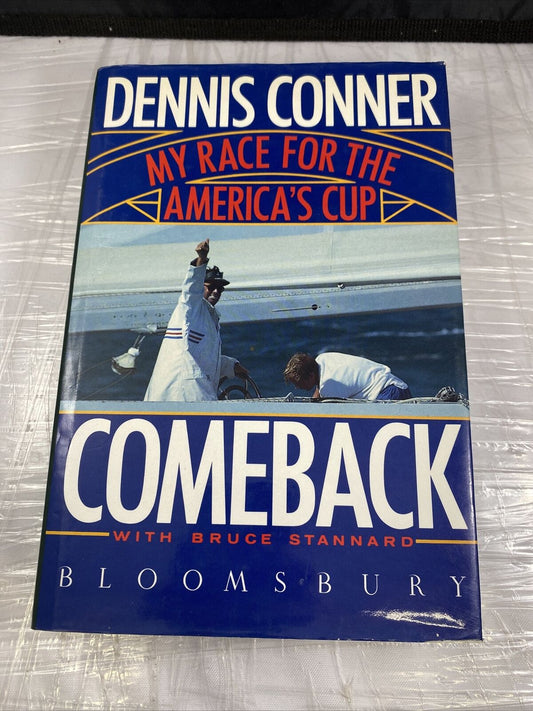 DENNIS CONNER
MY RACE FOR THE
AMERICA'S CUP
COMEBACK
WITH BRUCE STANNARD
BLOOMSBURY